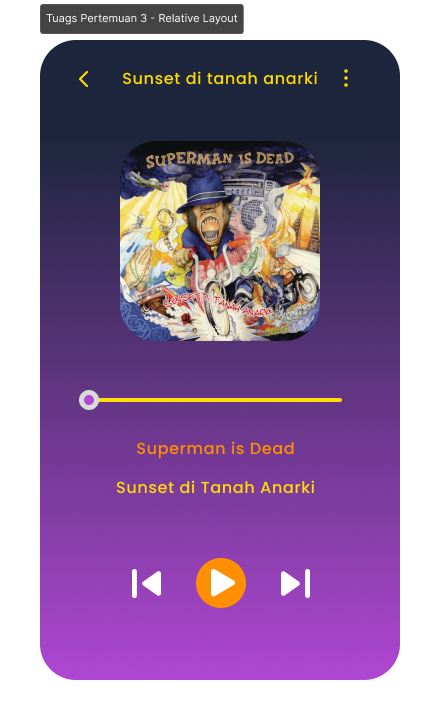 Tuags Pertemuan 3 - Relative Layout
Sunset di tanah anarki
SUPERMAN IS DEAD
SUNSET DI TANAH ANARKI
Superman is Dead
Sunset di Tanah Anarki